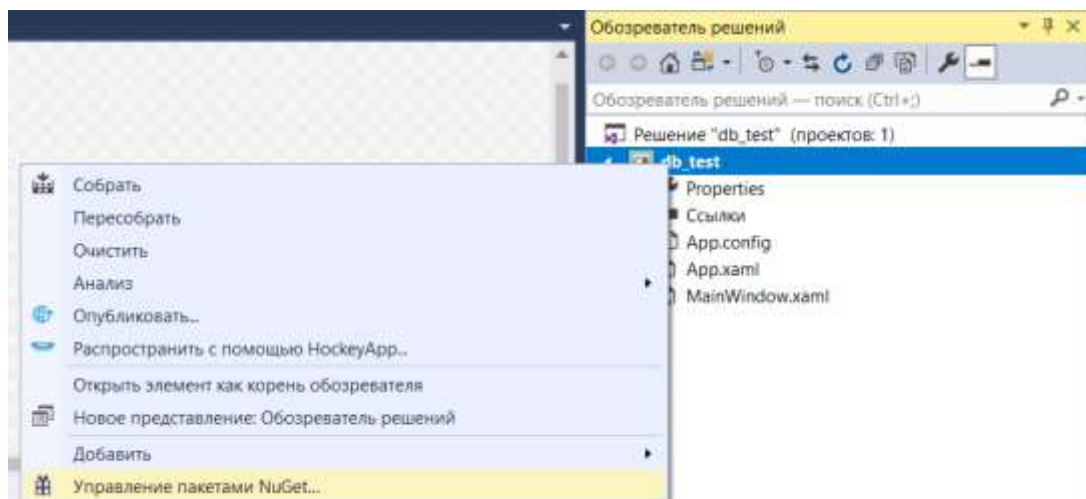 Обозреватель решений
Обозреватель решений — поиск (Ctrl+;)
Решение "db_test" (проектов: 1)
db_test
Properties
Ссылки
App.config
App.xaml
MainWindow.xaml
Собрать
Пересобрать
Очистить
Анализ
Опубликовать...
Распространить с помощью HockeyApp...
Открыть элемент как корень обозревателя
Новое представление: Обозреватель решений
Добавить
Управление пакетами NuGet...